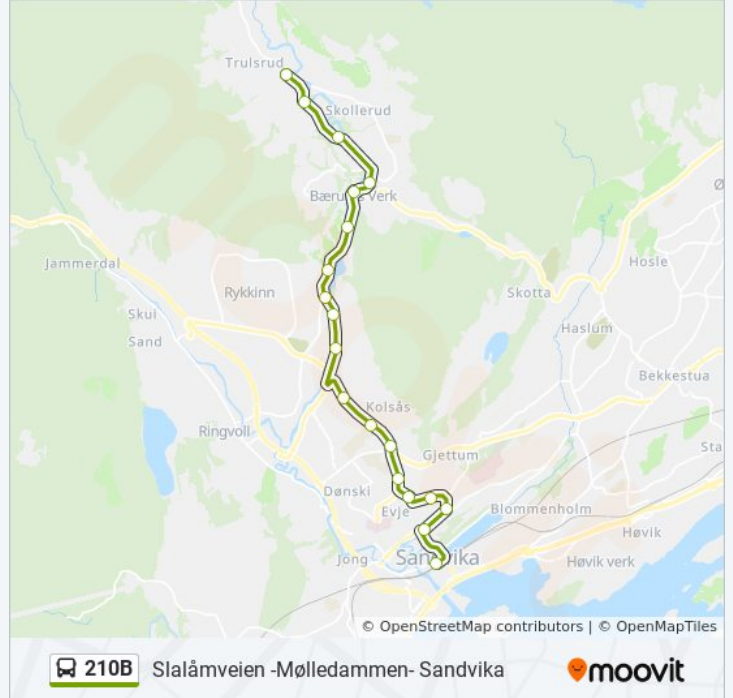 Trulsrud
Skollerud
Bærums Verk
Jammerdal
Rykkinn
Hosle
Skotta
Skui
Sand
Haslum
Bekkestua
Kolsås
Ringvoll
Gjettum
Sta
Dønski
Evje
Blommenholm
Høvik
Jong
Sandvika
Høvik verk
© OpenStreetMap contributors | © OpenMapTiles
210B Slalåmveien -Mølledammen- Sandvika moovit